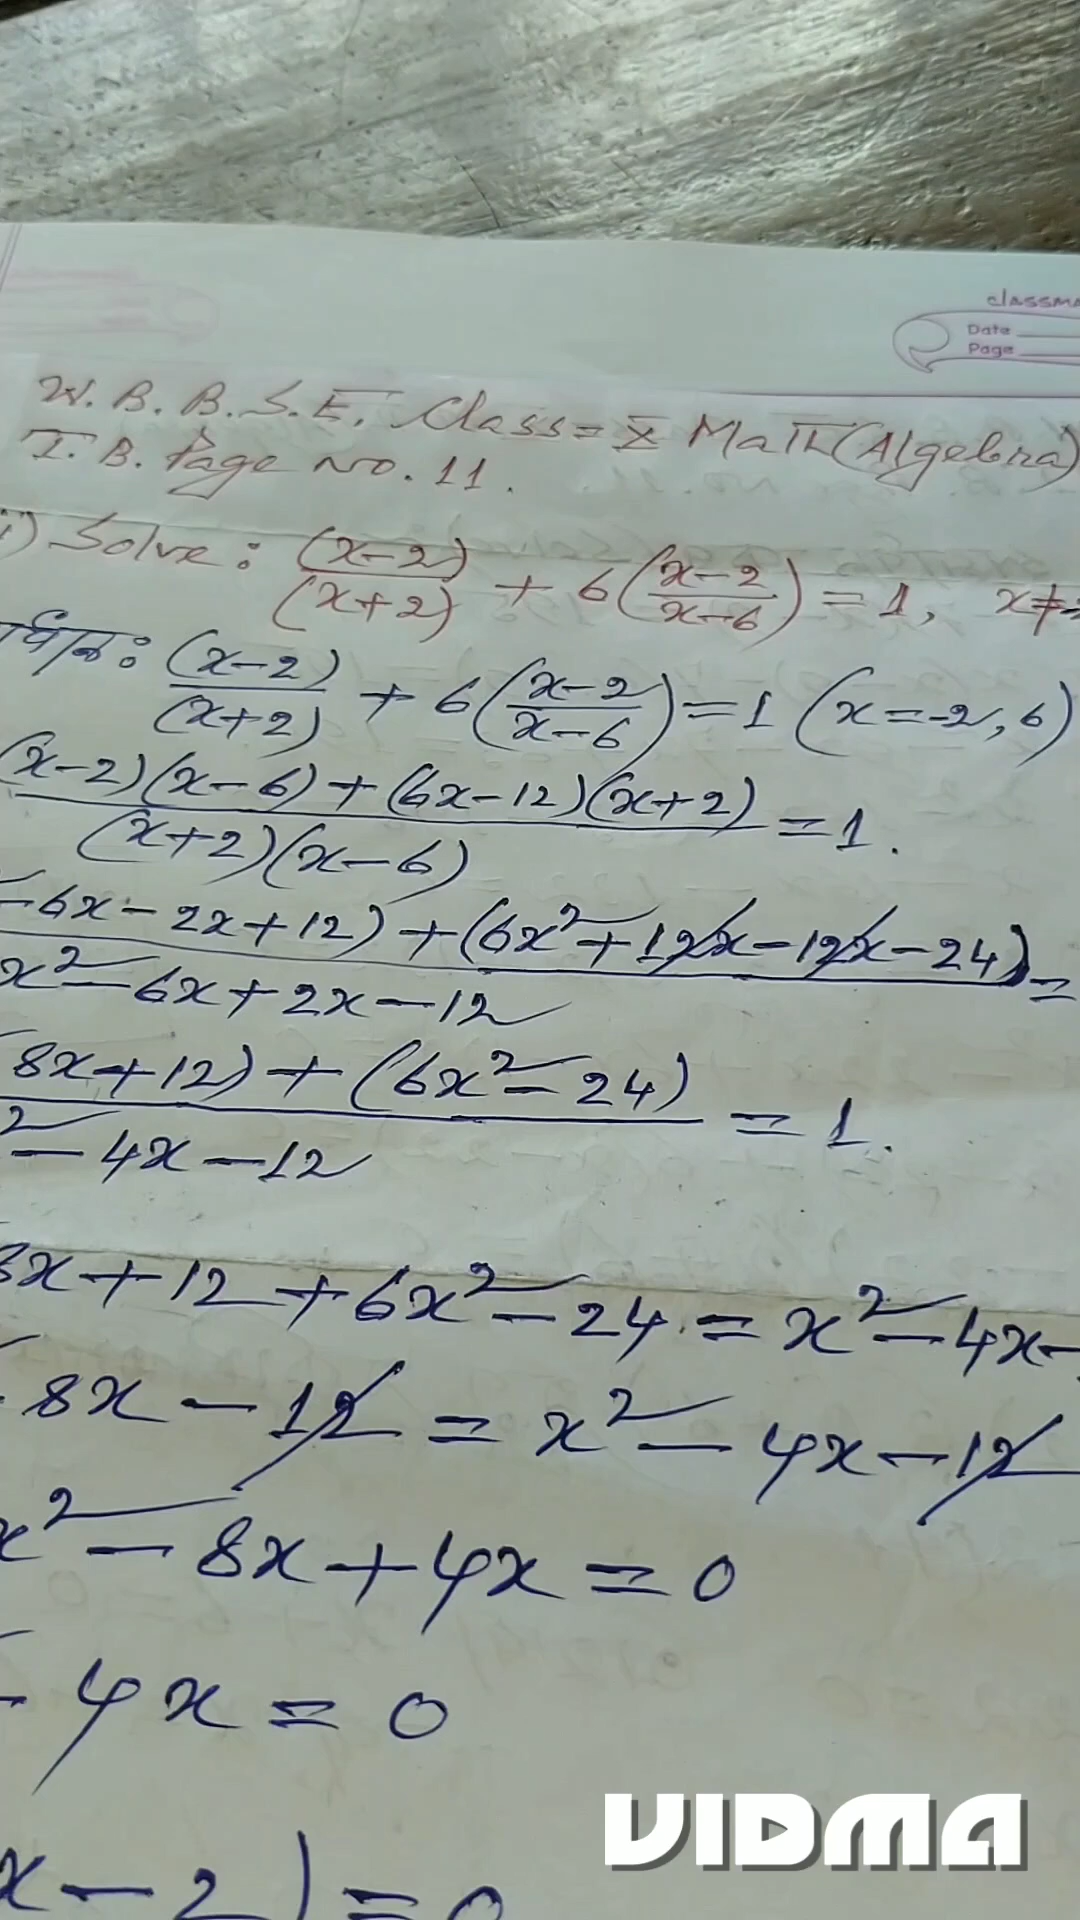 classma
Date
Page
W.B.B.S.E. Class = X Math (Algebra)
T.B. Page No. 11.
i) Solve: (x-2)/(x+2) + 6(x-2/x-6) = 1, x≠
(x-2)/(x+2) + 6(x-2/x-6) = 1 (x=-2,6)
(x-2)(x-6)+(6x-12)(x+2)/(x+2)(x-6) = 1.
-6x-2x+12)+(6x²+12x-12x-24)/x²-6x+2x-12 =
8x+12)+(6x²-24)/²-4x-12 = 1.
8x+12+6x²-24 = x²-4x-
8x-12 = x²-4x-12
x²-8x+4x=0
-4x=0
x-2)=0
VIDMA